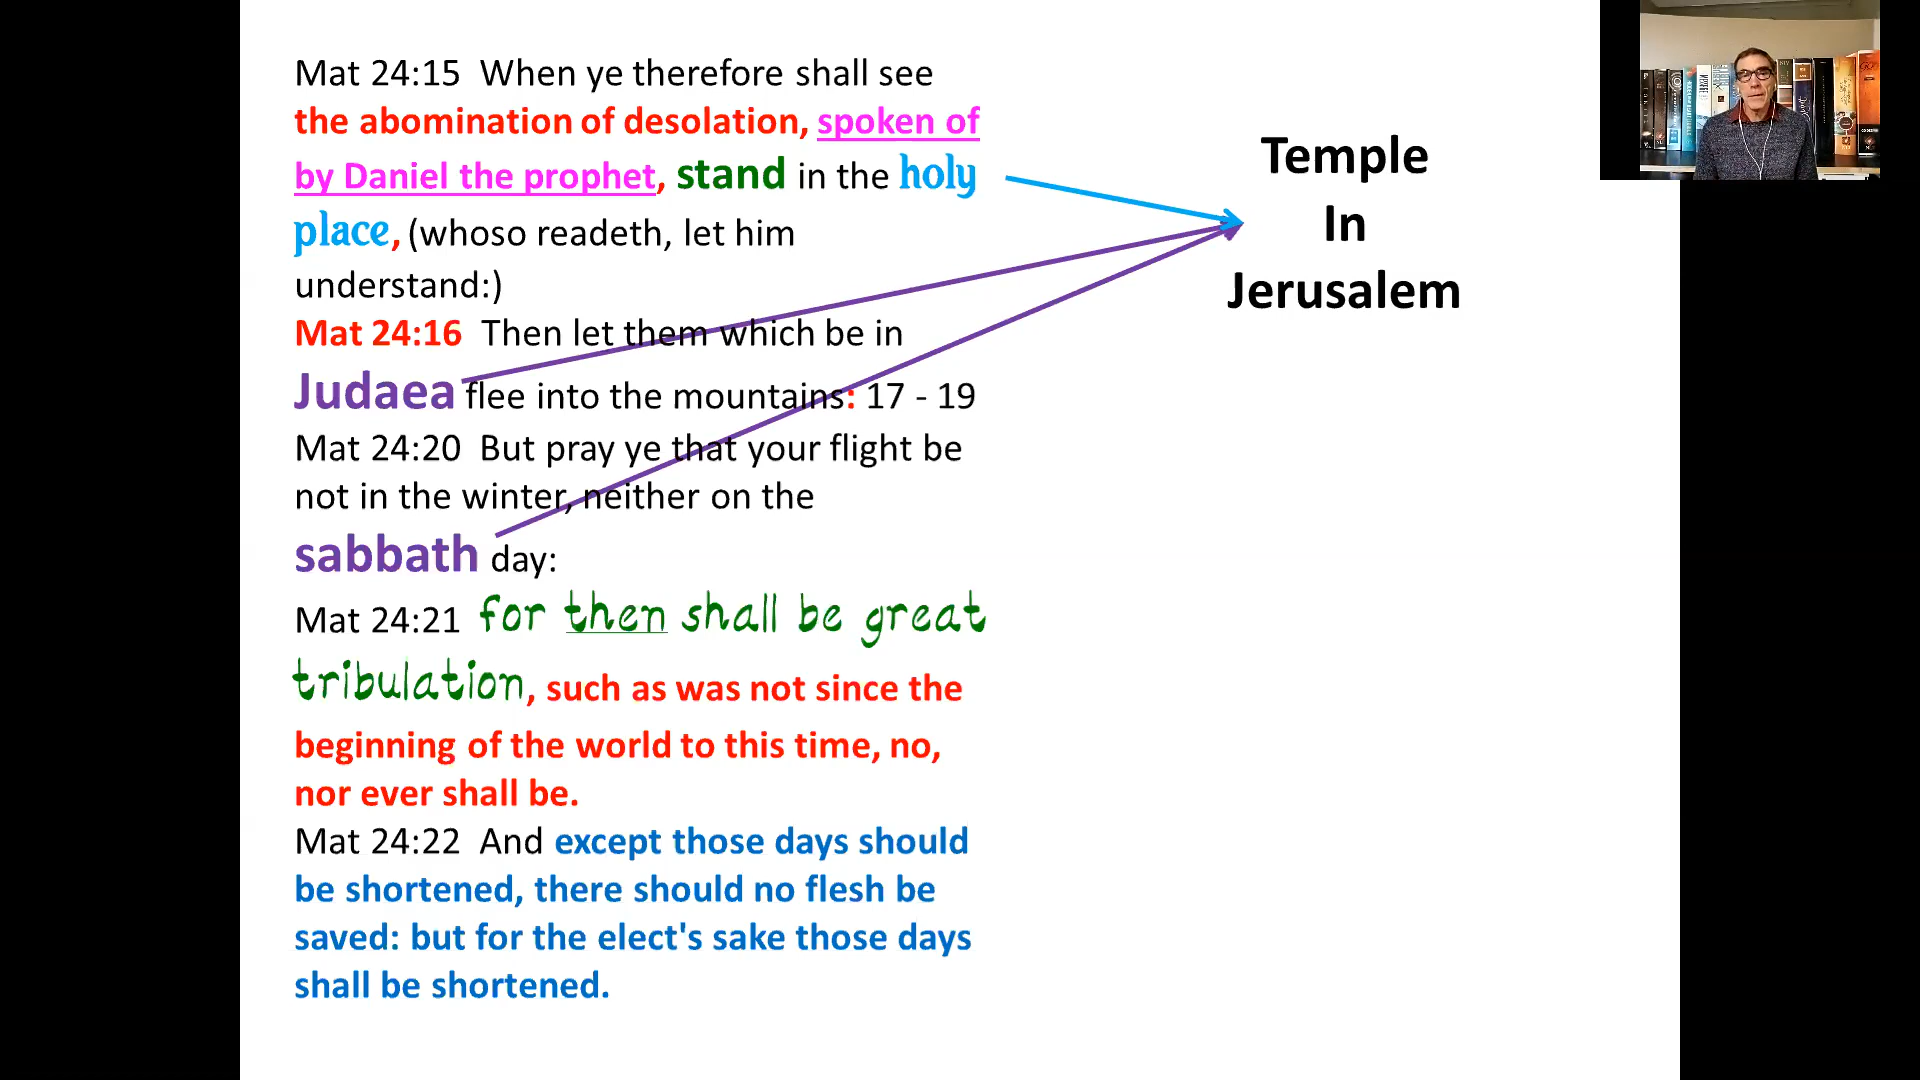 Mat 24:15  When ye therefore shall see
the abomination of desolation, spoken of
by Daniel the prophet, stand in the holy
place, (whoso readeth, let him
understand:)
Mat 24:16  Then let them which be in
Judaea flee into the mountains: 17 - 19
Mat 24:20  But pray ye that your flight be
not in the winter, neither on the
sabbath day:
Mat 24:21  for then shall be great
tribulation, such as was not since the
beginning of the world to this time, no,
nor ever shall be.
Mat 24:22  And except those days should
be shortened, there should no flesh be
saved: but for the elect's sake those days
shall be shortened.
Temple
In
Jerusalem
NIV